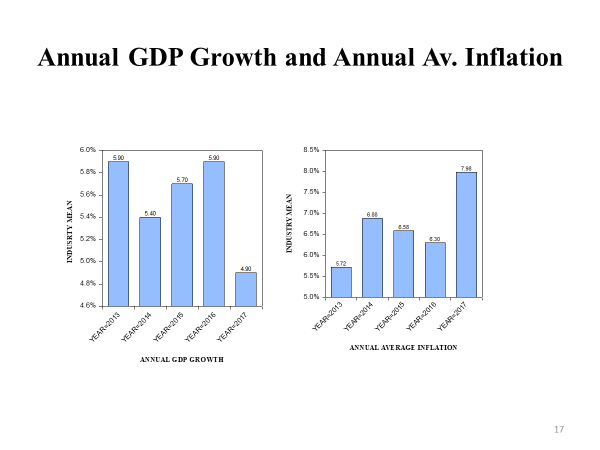 Annual GDP Growth and Annual Av. Inflation
6.0%
5.8%
5.6%
5.4%
5.2%
5.0%
4.8%
4.6%
INDUSRTY MEAN
5.90
5.40
5.70
5.90
4.90
YEAR=2013
YEAR=2014
YEAR=2015
YEAR=2016
YEAR=2017
ANNUAL GDP GROWTH
8.5%
8.0%
7.5%
7.0%
6.5%
6.0%
5.5%
5.0%
INDUSTRY MEAN
5.72
6.88
6.58
6.30
7.98
YEAR=2013
YEAR=2014
YEAR=2015
YEAR=2016
YEAR=2017
ANNUAL AVERAGE INFLATION
17